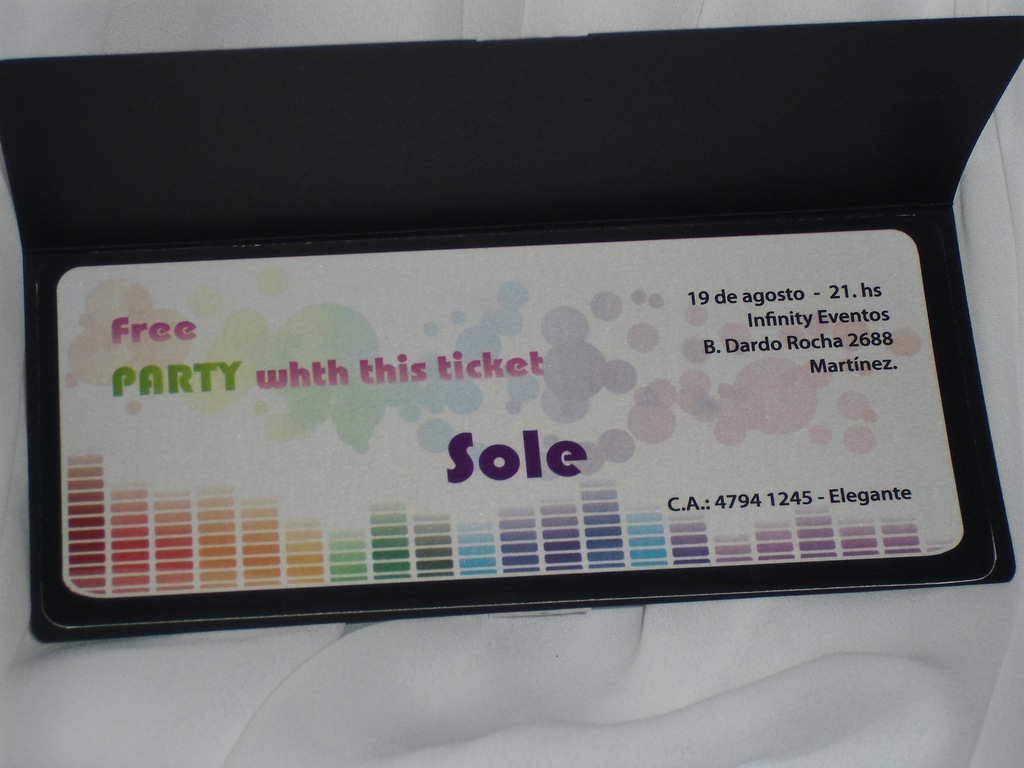 Free
PARTY whth this ticket
Sole
19 de agosto - 21. hs
Infinity Eventos
B. Dardo Rocha 2688
Martínez.
C.A.: 4794 1245 - Elegante